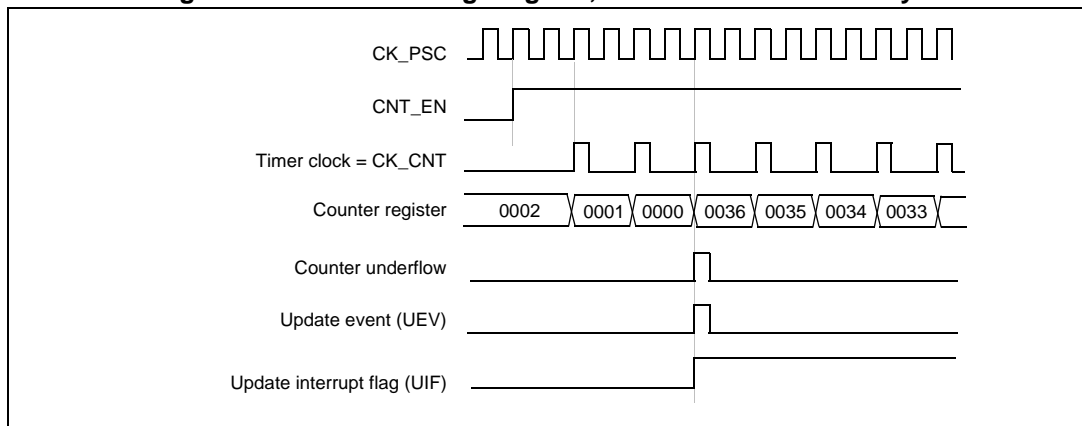 CK_PSC
CNT_EN
Timer clock = CK_CNT
Counter register 0002 0001 0000 0036 0035 0034 0033
Counter underflow
Update event (UEV)
Update interrupt flag (UIF)